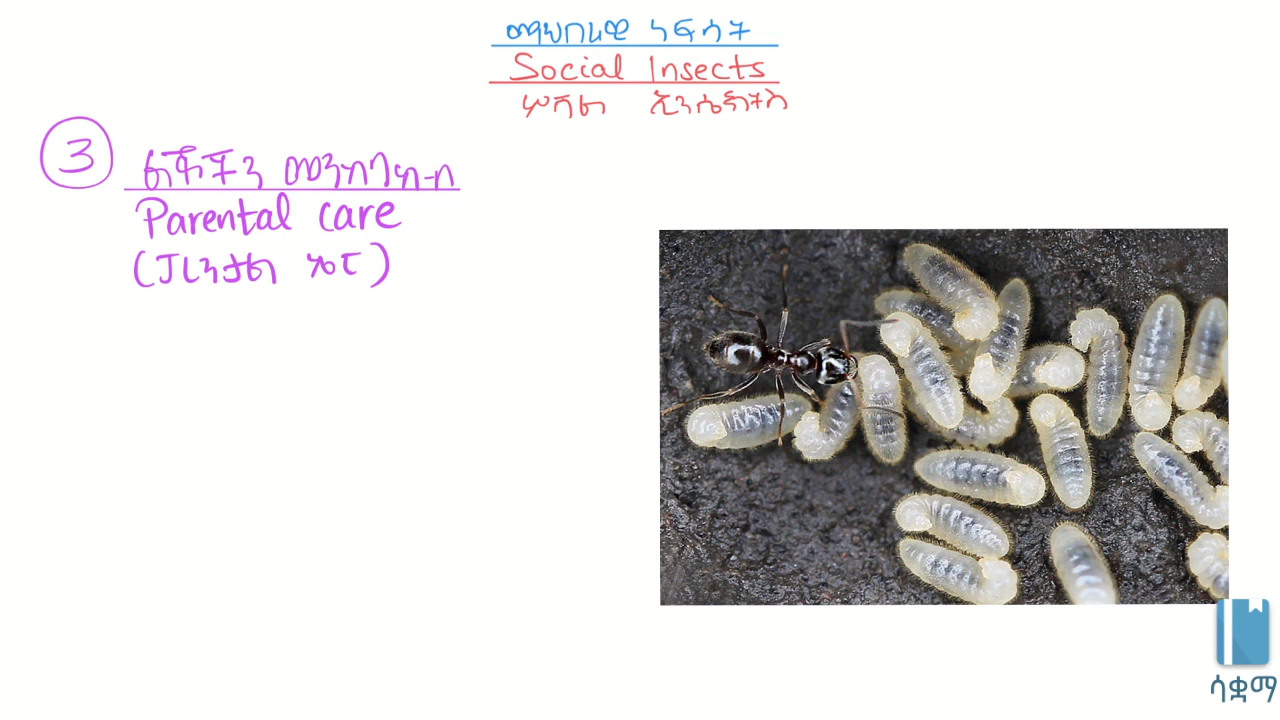 ማህበራዊ ነፍሳት
Social Insects
ሶሻል ኢንሴክትስ
3
ልጆችን መንከባከብ
Parental care
(ፓረንታል ኬር)
ሳቋማ